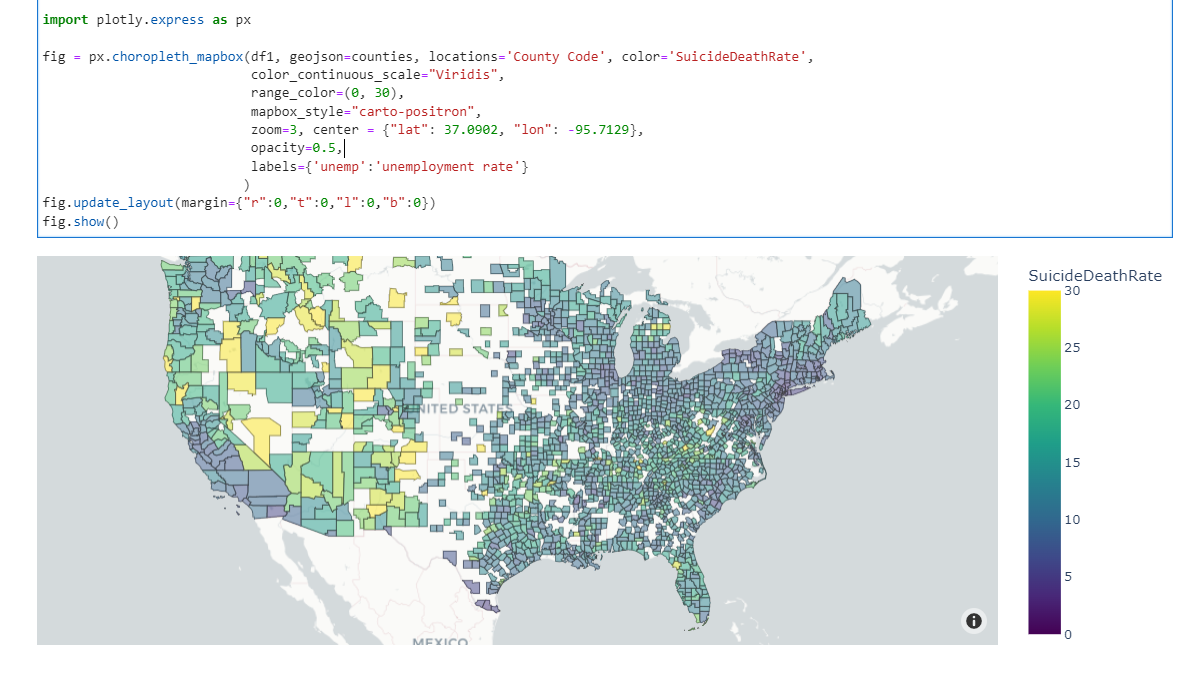 import plotly.express as px
fig = px.choropleth_mapbox(df1, geojson=counties, locations='County Code', color='SuicideDeathRate',
color_continuous_scale="Viridis",
range_color=(0, 30),
mapbox_style="carto-positron",
zoom=3, center = {"lat": 37.0902, "lon": -95.7129},
opacity=0.5,
labels={'unemp':'unemployment rate'}
)
fig.update_layout(margin={"r":0,"t":0,"l":0,"b":0})
fig.show()
SuicideDeathRate
30
25
20
15
10
5
0
UNITED STATES
MEXICO
i